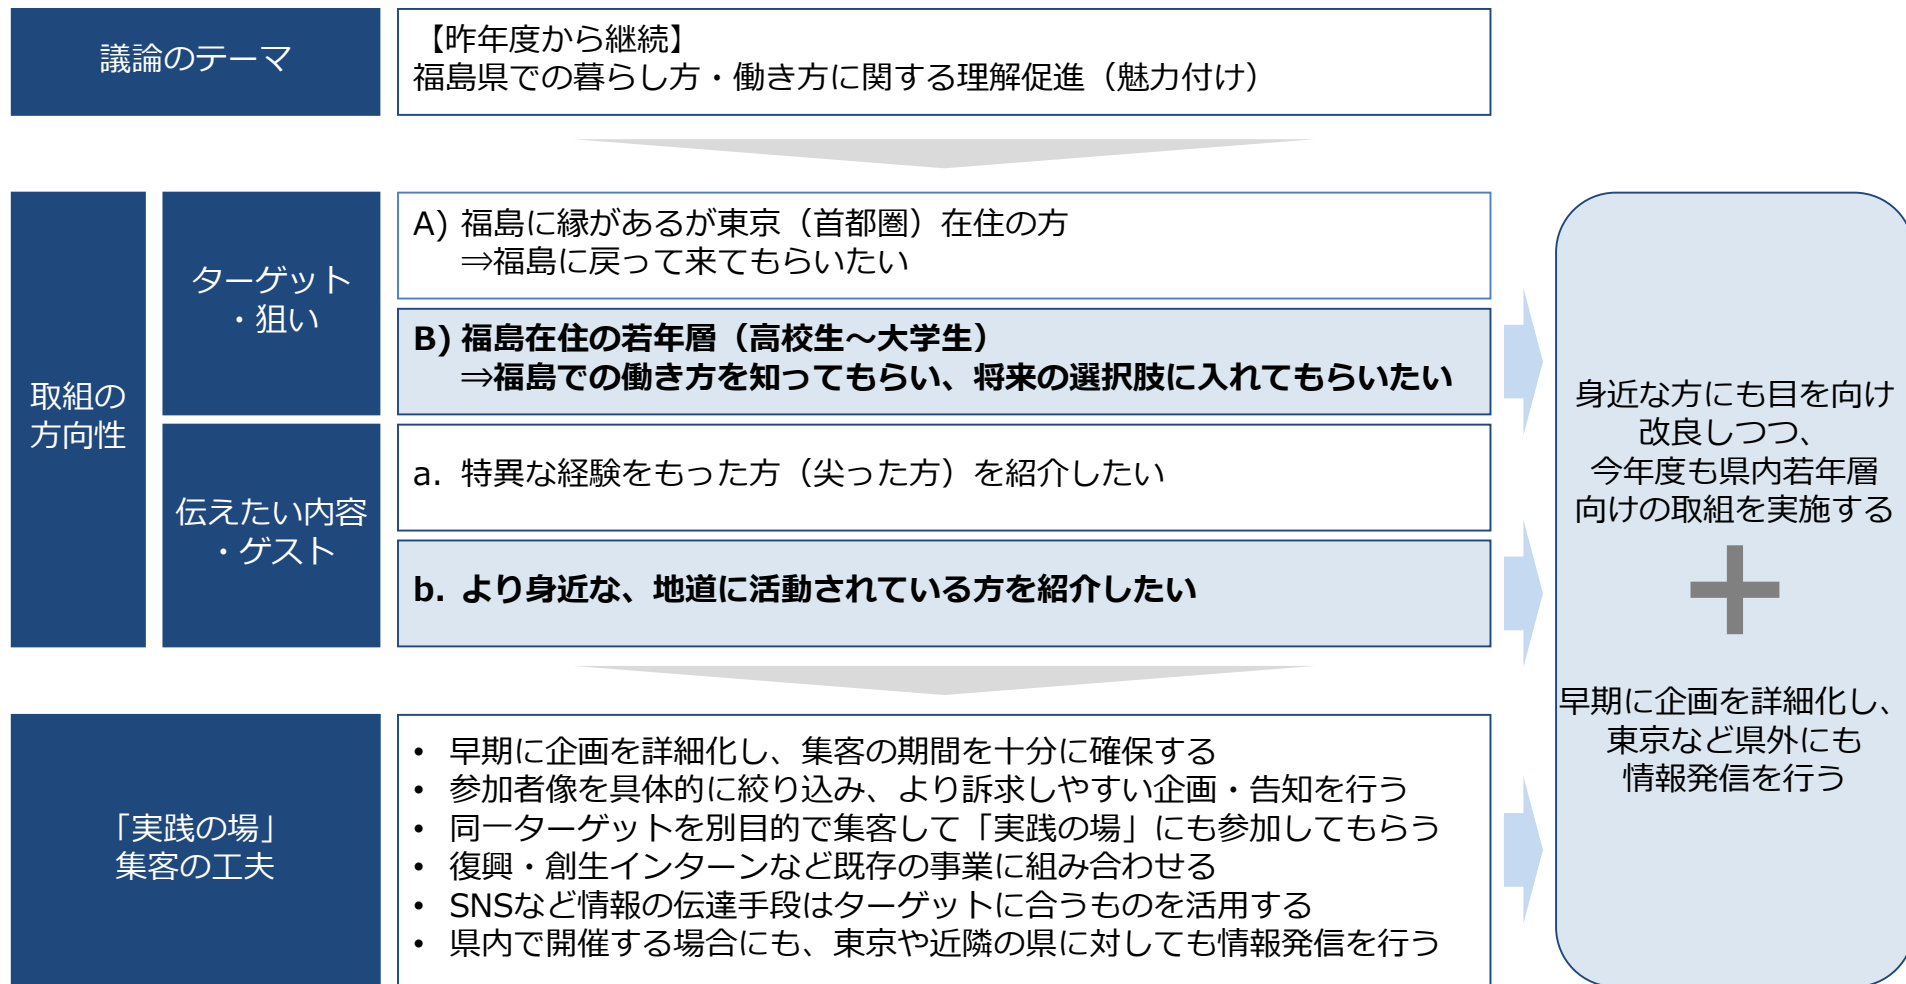 議論のテーマ
【昨年度から継続】
福島県での暮らし方・働き方に関する理解促進（魅力付け）
取組の
方向性
ターゲット
・狙い
A) 福島に縁があるが東京（首都圏）在住の方
⇒福島に戻って来てもらいたい
B) 福島在住の若年層（高校生～大学生）
⇒福島での働き方を知ってもらい、将来の選択肢に入れてもらいたい
伝えたい内容
・ゲスト
a. 特異な経験をもった方（尖った方）を紹介したい
b. より身近な、地道に活動されている方を紹介したい
「実践の場」
集客の工夫
• 早期に企画を詳細化し、集客の期間を十分に確保する
• 参加者像を具体的に絞り込み、より訴求しやすい企画・告知を行う
• 同一ターゲットを別目的で集客して「実践の場」にも参加してもらう
• 復興・創生インターンなど既存の事業に組み合わせる
• SNSなど情報の伝達手段はターゲットに合うものを活用する
• 県内で開催する場合にも、東京や近隣の県に対しても情報発信を行う
身近な方にも目を向け
改良しつつ、
今年度も県内若年層
向けの取組を実施する
早期に企画を詳細化し、
東京など県外にも
情報発信を行う